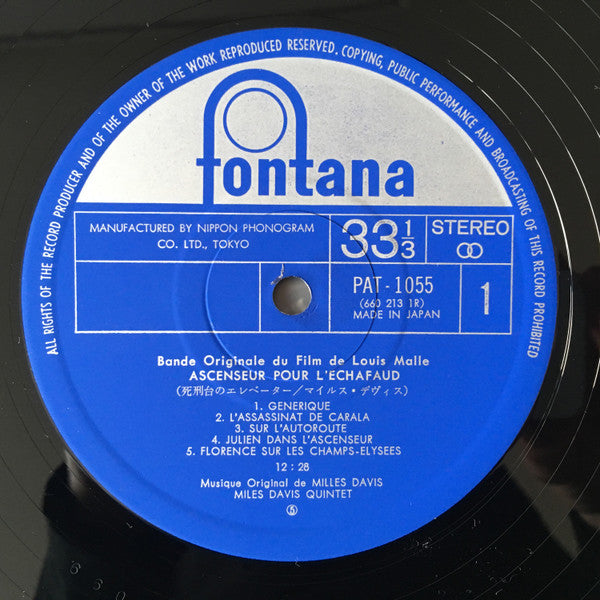 ALL RIGHTS OF THE RECORD PRODUCER AND OF THE OWNER OF THE WORK REPRODUCED RESERVED. COPYING, PUBLIC PERFORMANCE AND BROADCASTING OF THIS RECORD PROHIBITED
fontana
MANUFACTURED BY NIPPON PHONOGRAM
CO. LTD., TOKYO
33 1/3
STEREO
PAT-1055
(660 213 1R)
MADE IN JAPAN
1
Bande Originale du Film de Louis Malle
ASCENSEUR POUR L'ECHAFAUD
(死刑台のエレベーター/マイルス・デヴィス)
1. GENERIQUE
2. L'ASSASSINAT DE CARALA
3. SUR L'AUTOROUTE
4. JULIEN DANS L'ASCENSEUR
5. FLORENCE SUR LES CHAMPS-ELYSEES
12:28
Musique Original de MILLES DAVIS
MILES DAVIS QUINTET
⑤